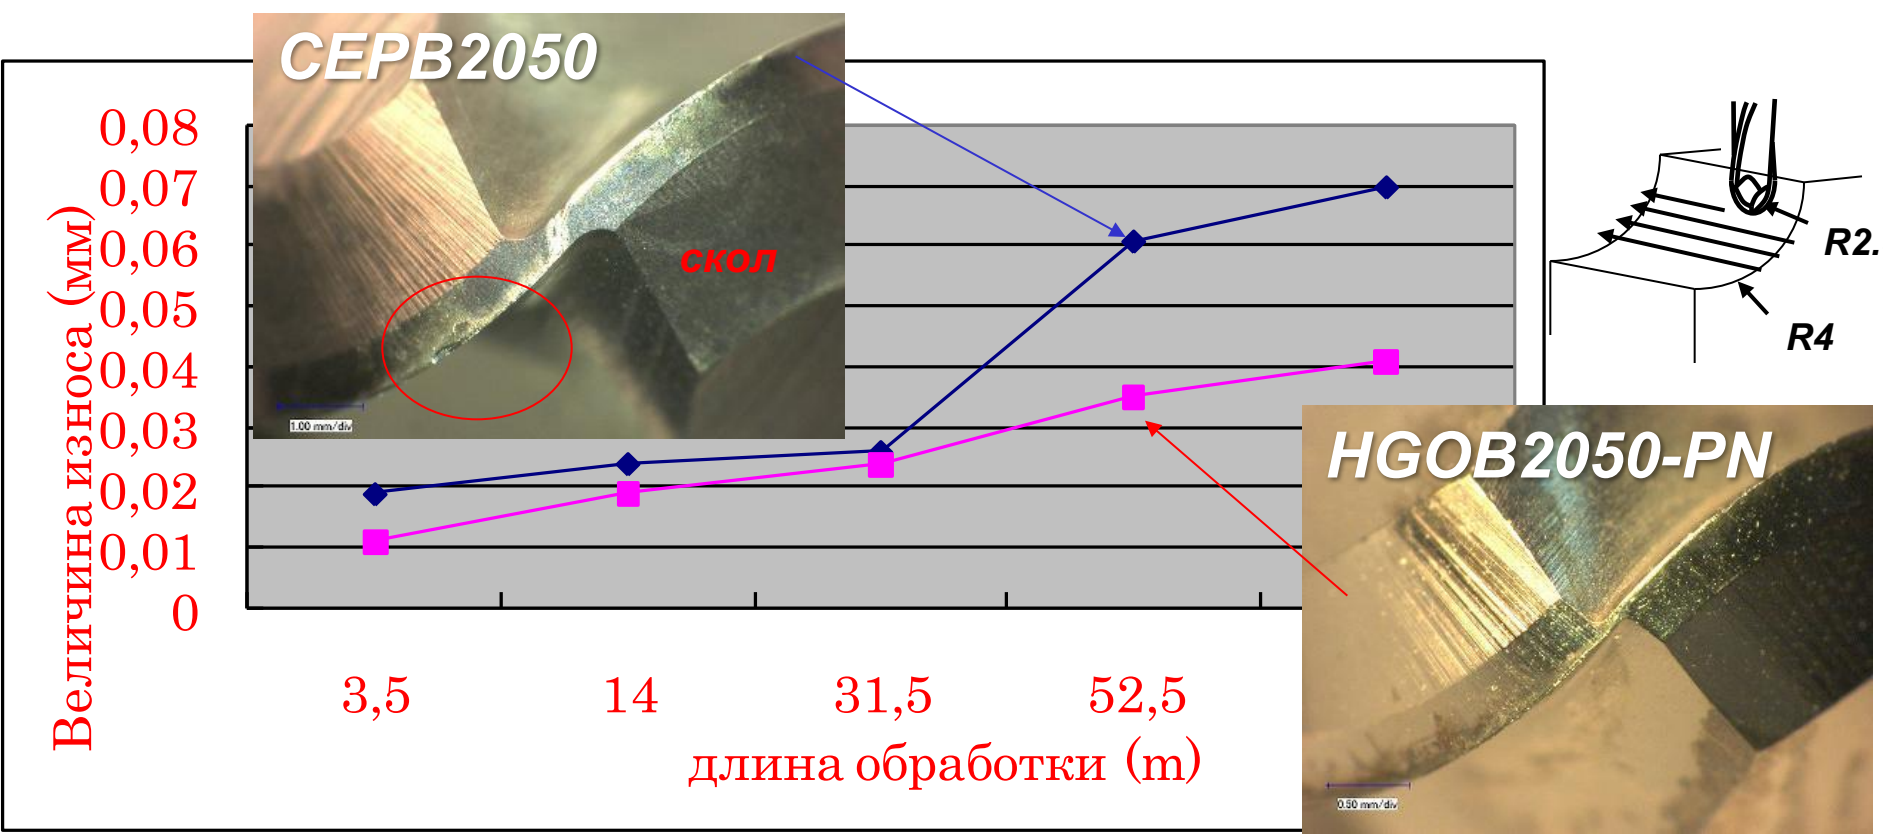 CEPB2050
скол
1.00 mm/div
0,08
0,07
0,06
0,05
0,04
0,03
0,02
0,01
0
Величина износа (мм)
3,5
14
31,5
52,5
длина обработки (m)
R2.
R4
HGOB2050-PN
0.50 mm/div